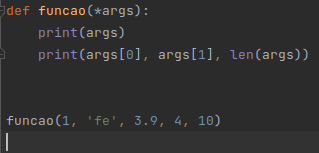 def funcao(*args):
    print(args)
    print(args[0], args[1], len(args))
funcao(1, 'fe', 3.9, 4, 10)